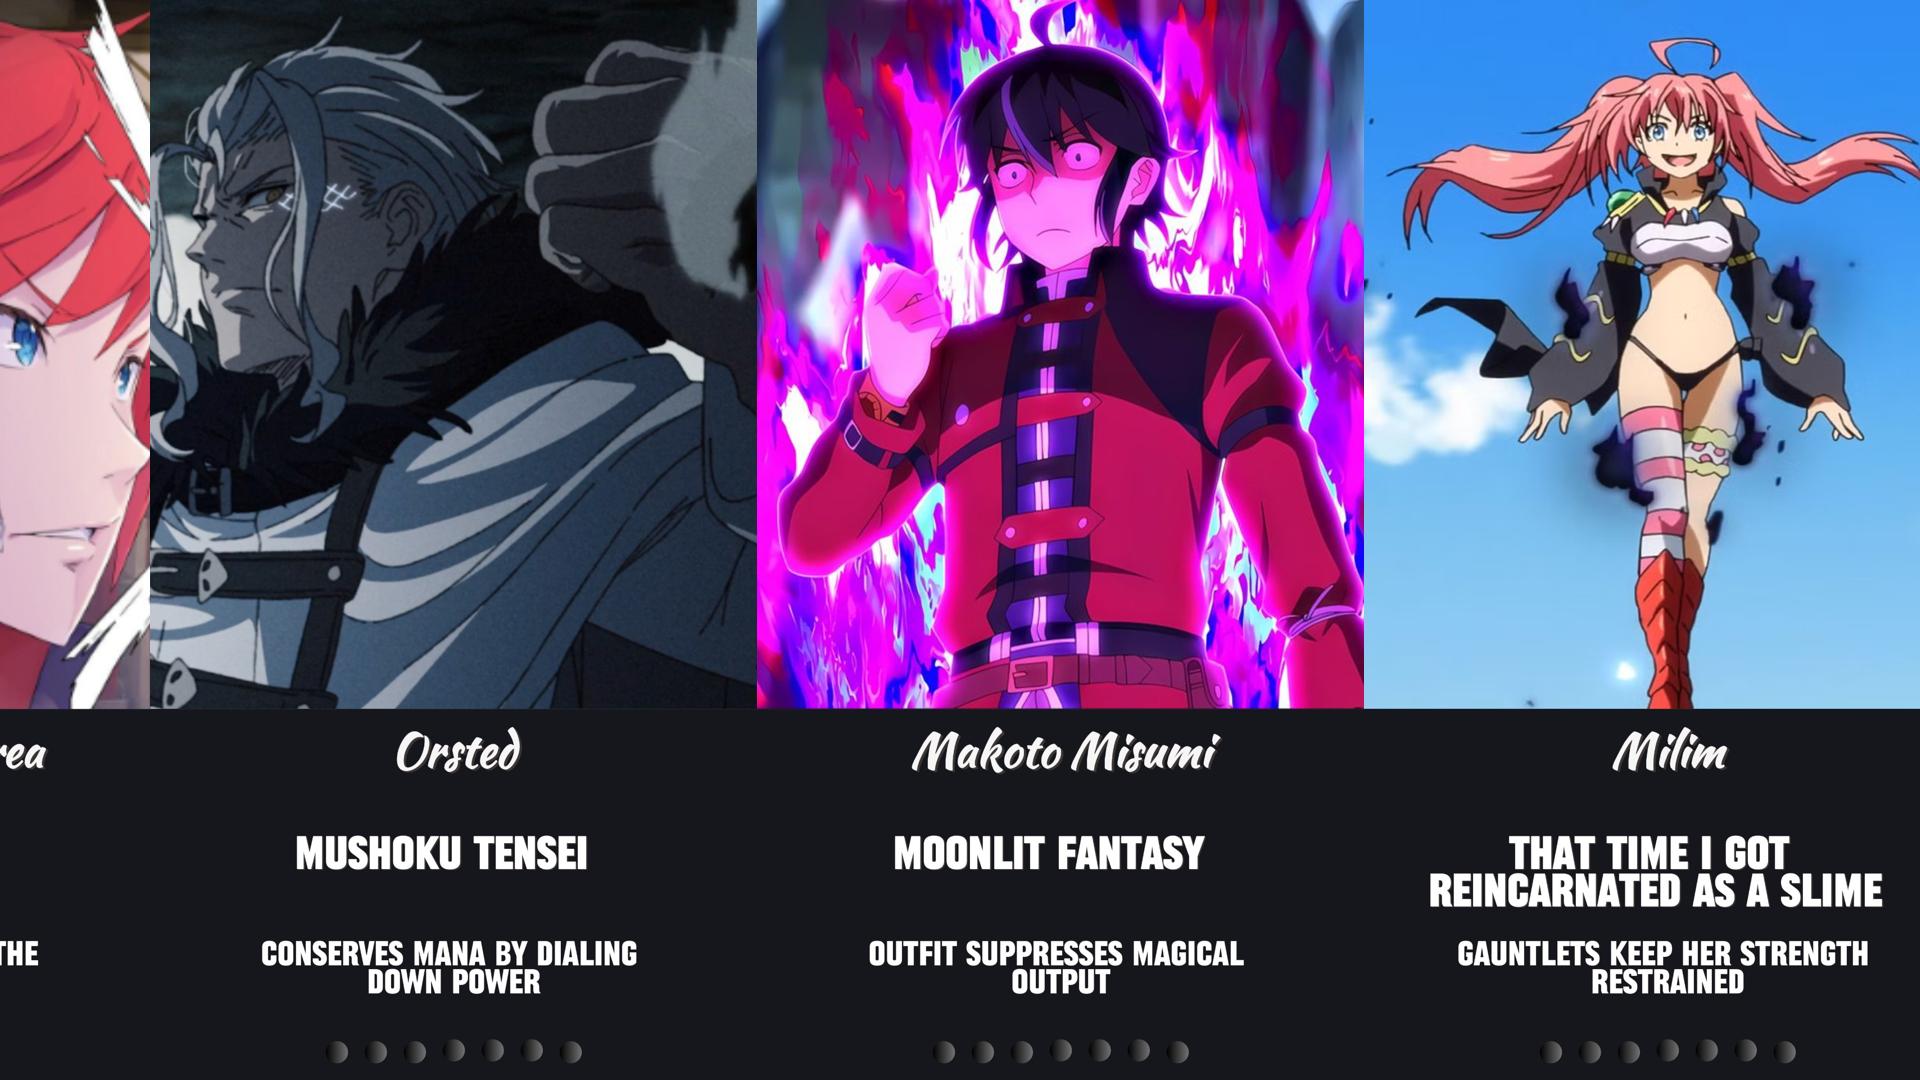 rea
THE
Orsted
MUSHOKU TENSEI
CONSERVES MANA BY DIALING
DOWN POWER
Makoto Misumi
MOONLIT FANTASY
OUTFIT SUPPRESSES MAGICAL
OUTPUT
Milim
THAT TIME I GOT
REINCARNATED AS A SLIME
GAUNTLETS KEEP HER STRENGTH
RESTRAINED